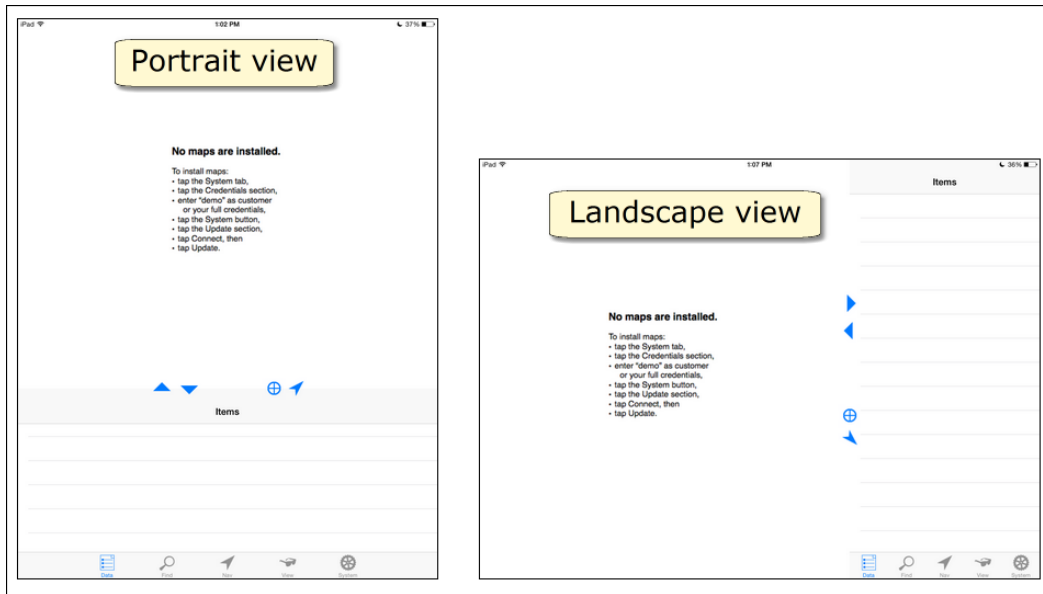 iPad 1:02 PM 37%
Portrait view
No maps are installed.
To install maps:
• tap the System tab,
• tap the Credentials section,
• enter "demo" as customer
or your full credentials,
• tap the System button,
• tap the Update section,
• tap Connect, then
• tap Update.
Items
Data Find Nav View System
iPad 1:07 PM 36%
Items
Landscape view
No maps are installed.
To install maps:
• tap the System tab,
• tap the Credentials section,
• enter "demo" as customer
or your full credentials,
• tap the System button,
• tap the Update section,
• tap Connect, then
• tap Update.
Data Find Nav View System